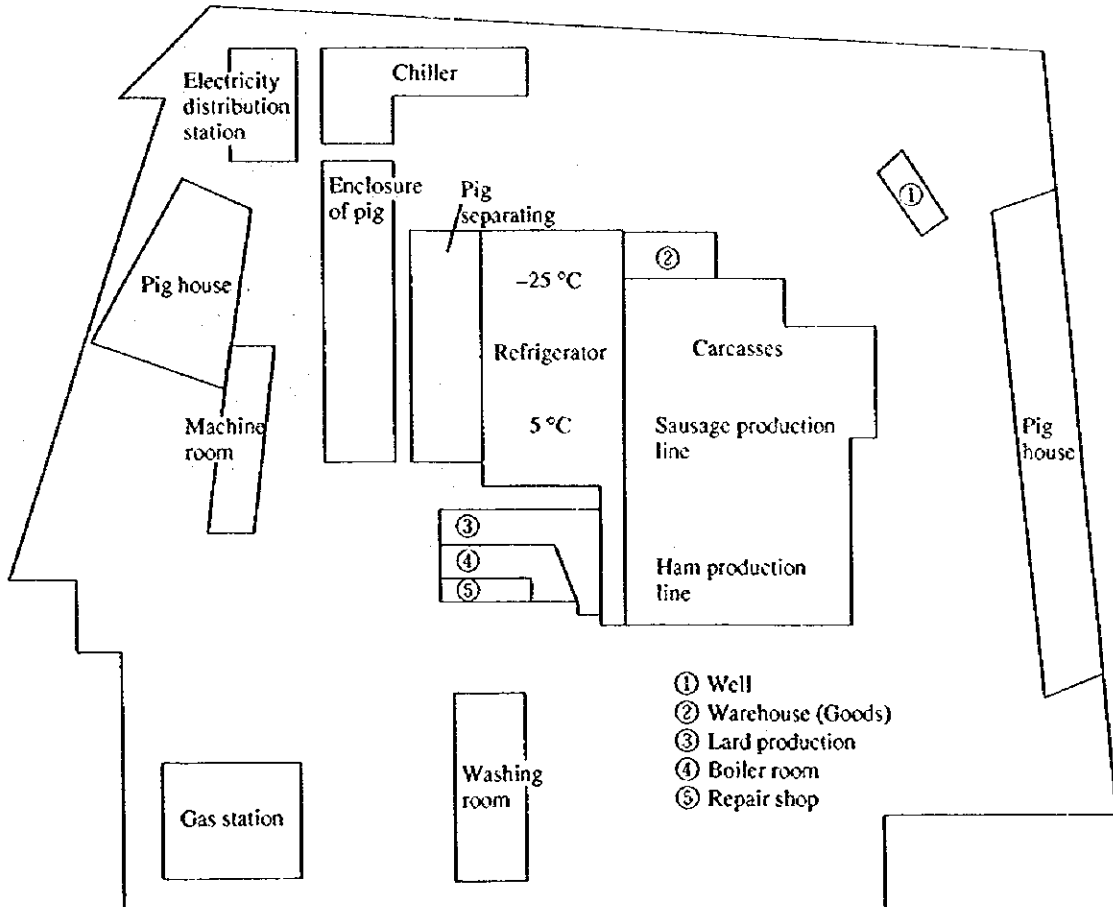 Chiller
Electricity
distribution
station
Enclosure
of pig
Pig
separating
①
②
Pig house
−25 °C
Refrigerator
5 °C
Carcasses
Sausage production
line
Machine
room
Pig
house
③
④
⑤
Ham production
line
① Well
② Warehouse (Goods)
③ Lard production
④ Boiler room
⑤ Repair shop
Washing
room
Gas station